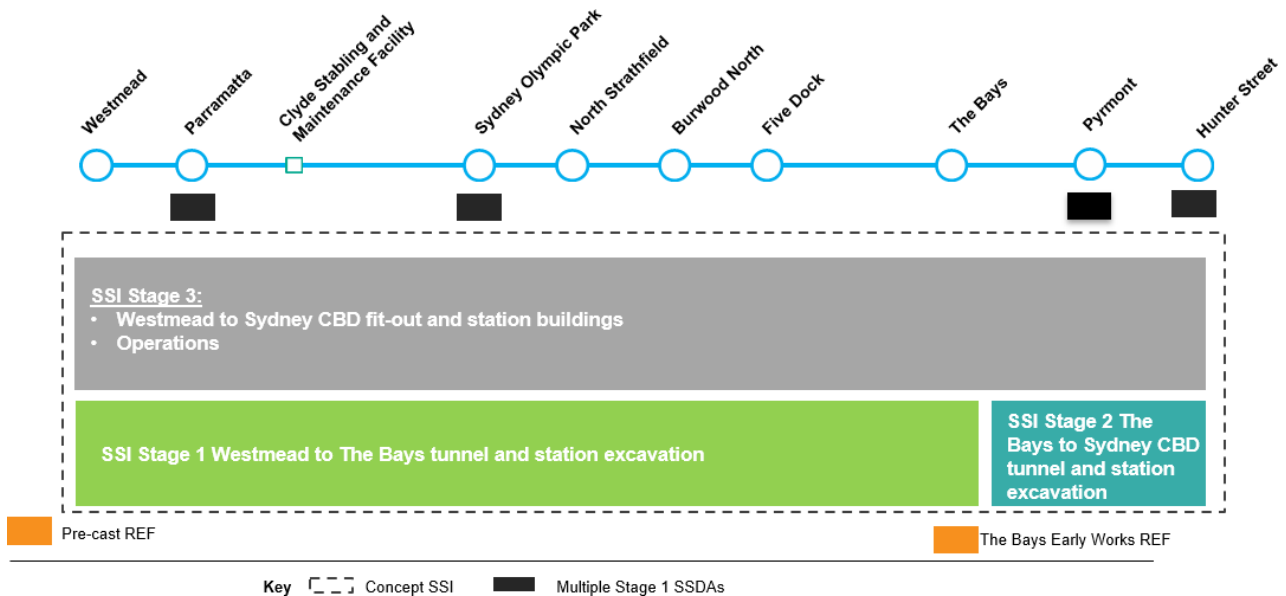 Westmead
Parramatta
Clyde Stabling and
Maintenance Facility
Sydney Olympic Park
North Strathfield
Burwood North
Five Dock
The Bays
Pyrmont
Hunter Street
SSI Stage 3:
• Westmead to Sydney CBD fit-out and station buildings
• Operations
SSI Stage 1 Westmead to The Bays tunnel and station excavation
SSI Stage 2 The
Bays to Sydney CBD
tunnel and station
excavation
Pre-cast REF
The Bays Early Works REF
Key Concept SSI Multiple Stage 1 SSDAs